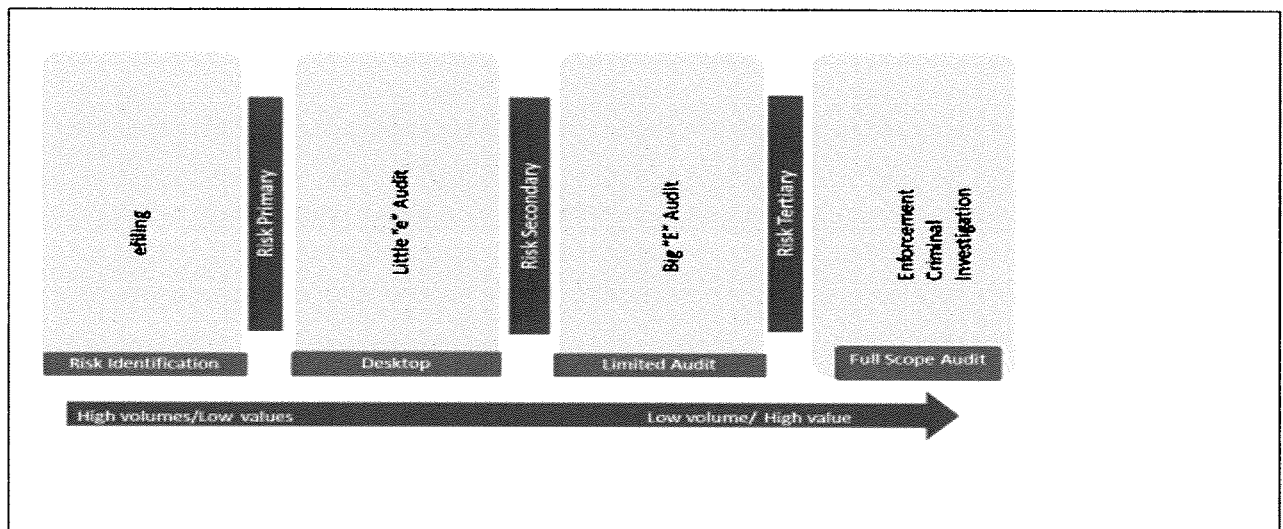 efiling
Risk Primary
Little "e" Audit
Risk Secondary
Big "E" Audit
Risk Tertiary
Enforcement
Criminal
Investigation
Risk Identification
Desktop
Limited Audit
Full Scope Audit
High volumes/Low values
Low volume/ High value